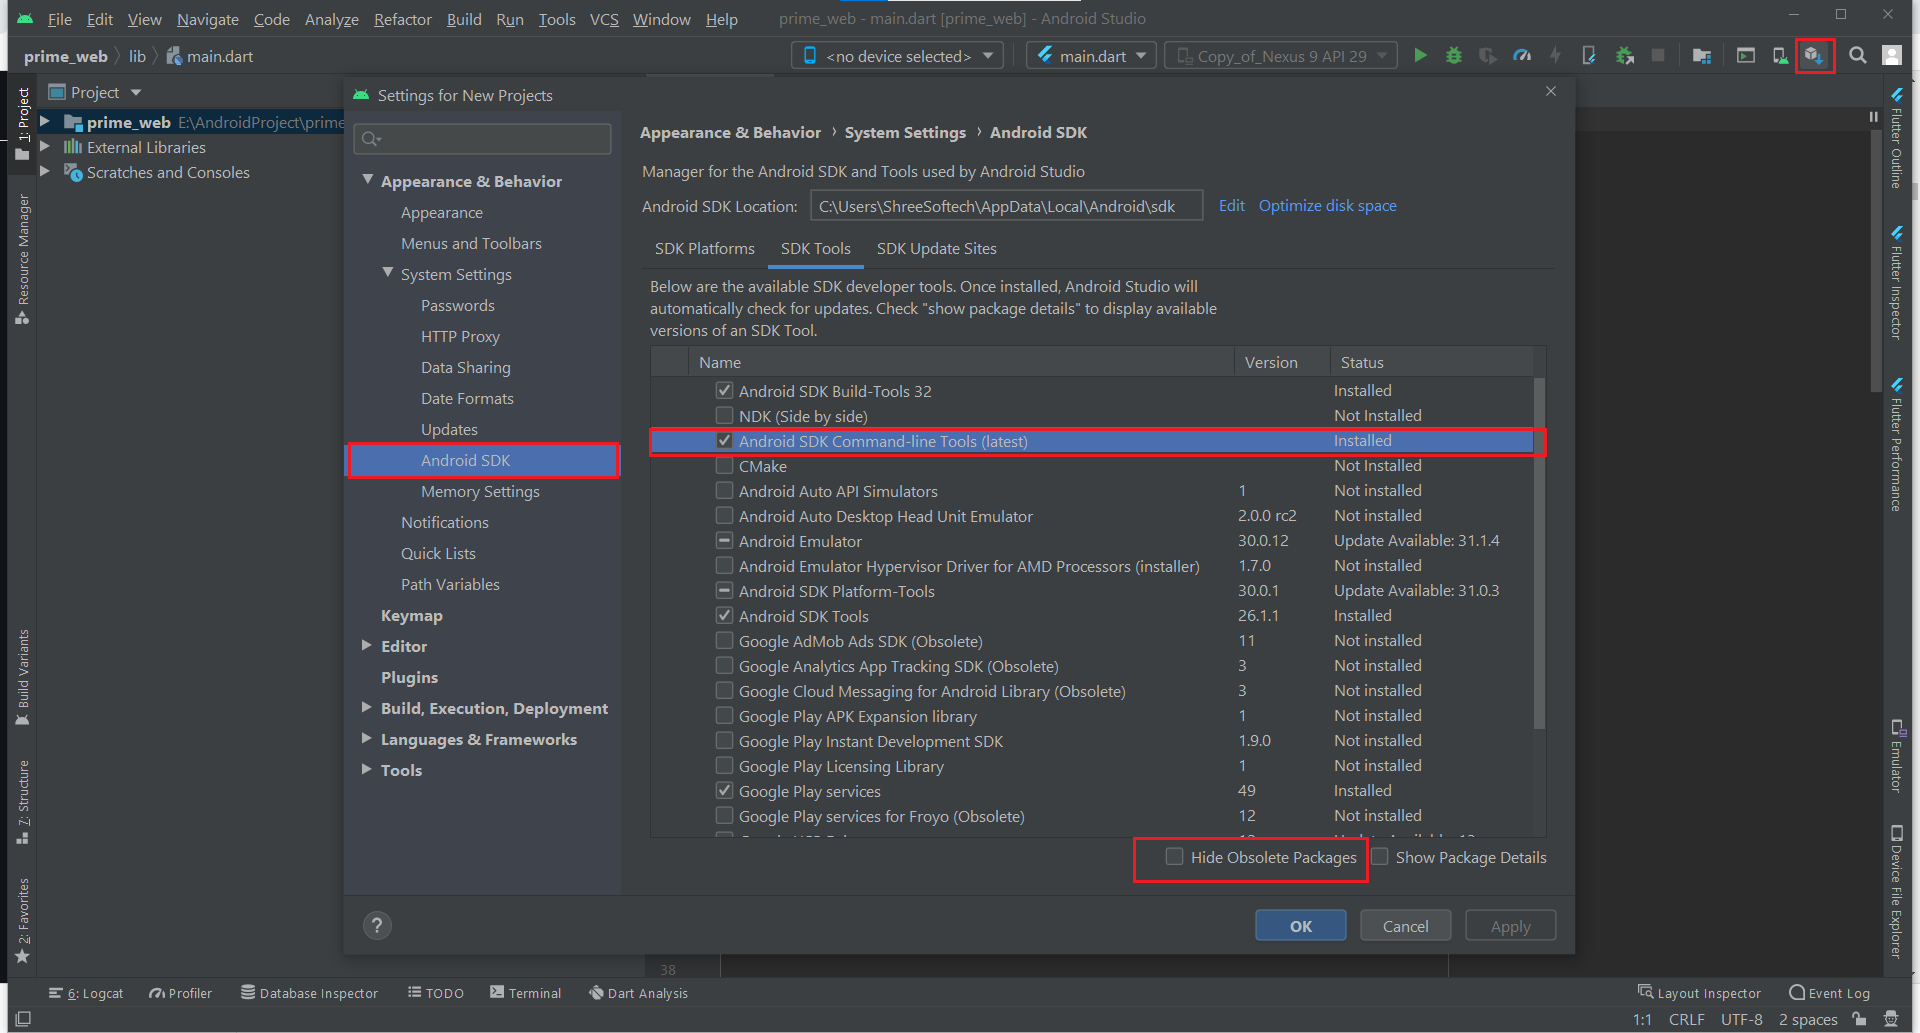 File Edit View Navigate Code Analyze Refactor Build Run Tools VCS Window Help prime_web - main.dart [prime_web] - Android Studio
prime_web lib main.dart <no device selected> main.dart Copy_of_Nexus 9 API 29
Project
prime_web E:\AndroidProject\prime
External Libraries
Scratches and Consoles
1: Project
Resource Manager
Build Variants
7: Structure
2: Favorites
Settings for New Projects
Appearance & Behavior
Appearance
Menus and Toolbars
System Settings
Passwords
HTTP Proxy
Data Sharing
Date Formats
Updates
Android SDK
Memory Settings
Notifications
Quick Lists
Path Variables
Keymap
Editor
Plugins
Build, Execution, Deployment
Languages & Frameworks
Tools
?
Appearance & Behavior › System Settings › Android SDK
Manager for the Android SDK and Tools used by Android Studio
Android SDK Location: C:\Users\ShreeSoftech\AppData\Local\Android\sdk Edit Optimize disk space
SDK Platforms SDK Tools SDK Update Sites
Below are the available SDK developer tools. Once installed, Android Studio will
automatically check for updates. Check "show package details" to display available
versions of an SDK Tool.
Name Version Status
Android SDK Build-Tools 32 Installed
NDK (Side by side) Not Installed
Android SDK Command-line Tools (latest) Installed
CMake Not Installed
Android Auto API Simulators 1 Not installed
Android Auto Desktop Head Unit Emulator 2.0.0 rc2 Not installed
Android Emulator 30.0.12 Update Available: 31.1.4
Android Emulator Hypervisor Driver for AMD Processors (installer) 1.7.0 Not installed
Android SDK Platform-Tools 30.0.1 Update Available: 31.0.3
Android SDK Tools 26.1.1 Installed
Google AdMob Ads SDK (Obsolete) 11 Not installed
Google Analytics App Tracking SDK (Obsolete) 3 Not installed
Google Cloud Messaging for Android Library (Obsolete) 3 Not installed
Google Play APK Expansion library 1 Not installed
Google Play Instant Development SDK 1.9.0 Not installed
Google Play Licensing Library 1 Not installed
Google Play services 49 Installed
Google Play services for Froyo (Obsolete) 12 Not installed
Hide Obsolete Packages Show Package Details
OK Cancel Apply
38
Flutter Outline
Flutter Inspector
Flutter Performance
Emulator
Device File Explorer
6: Logcat Profiler Database Inspector TODO Terminal Dart Analysis Layout Inspector Event Log
1:1 CRLF UTF-8 2 spaces